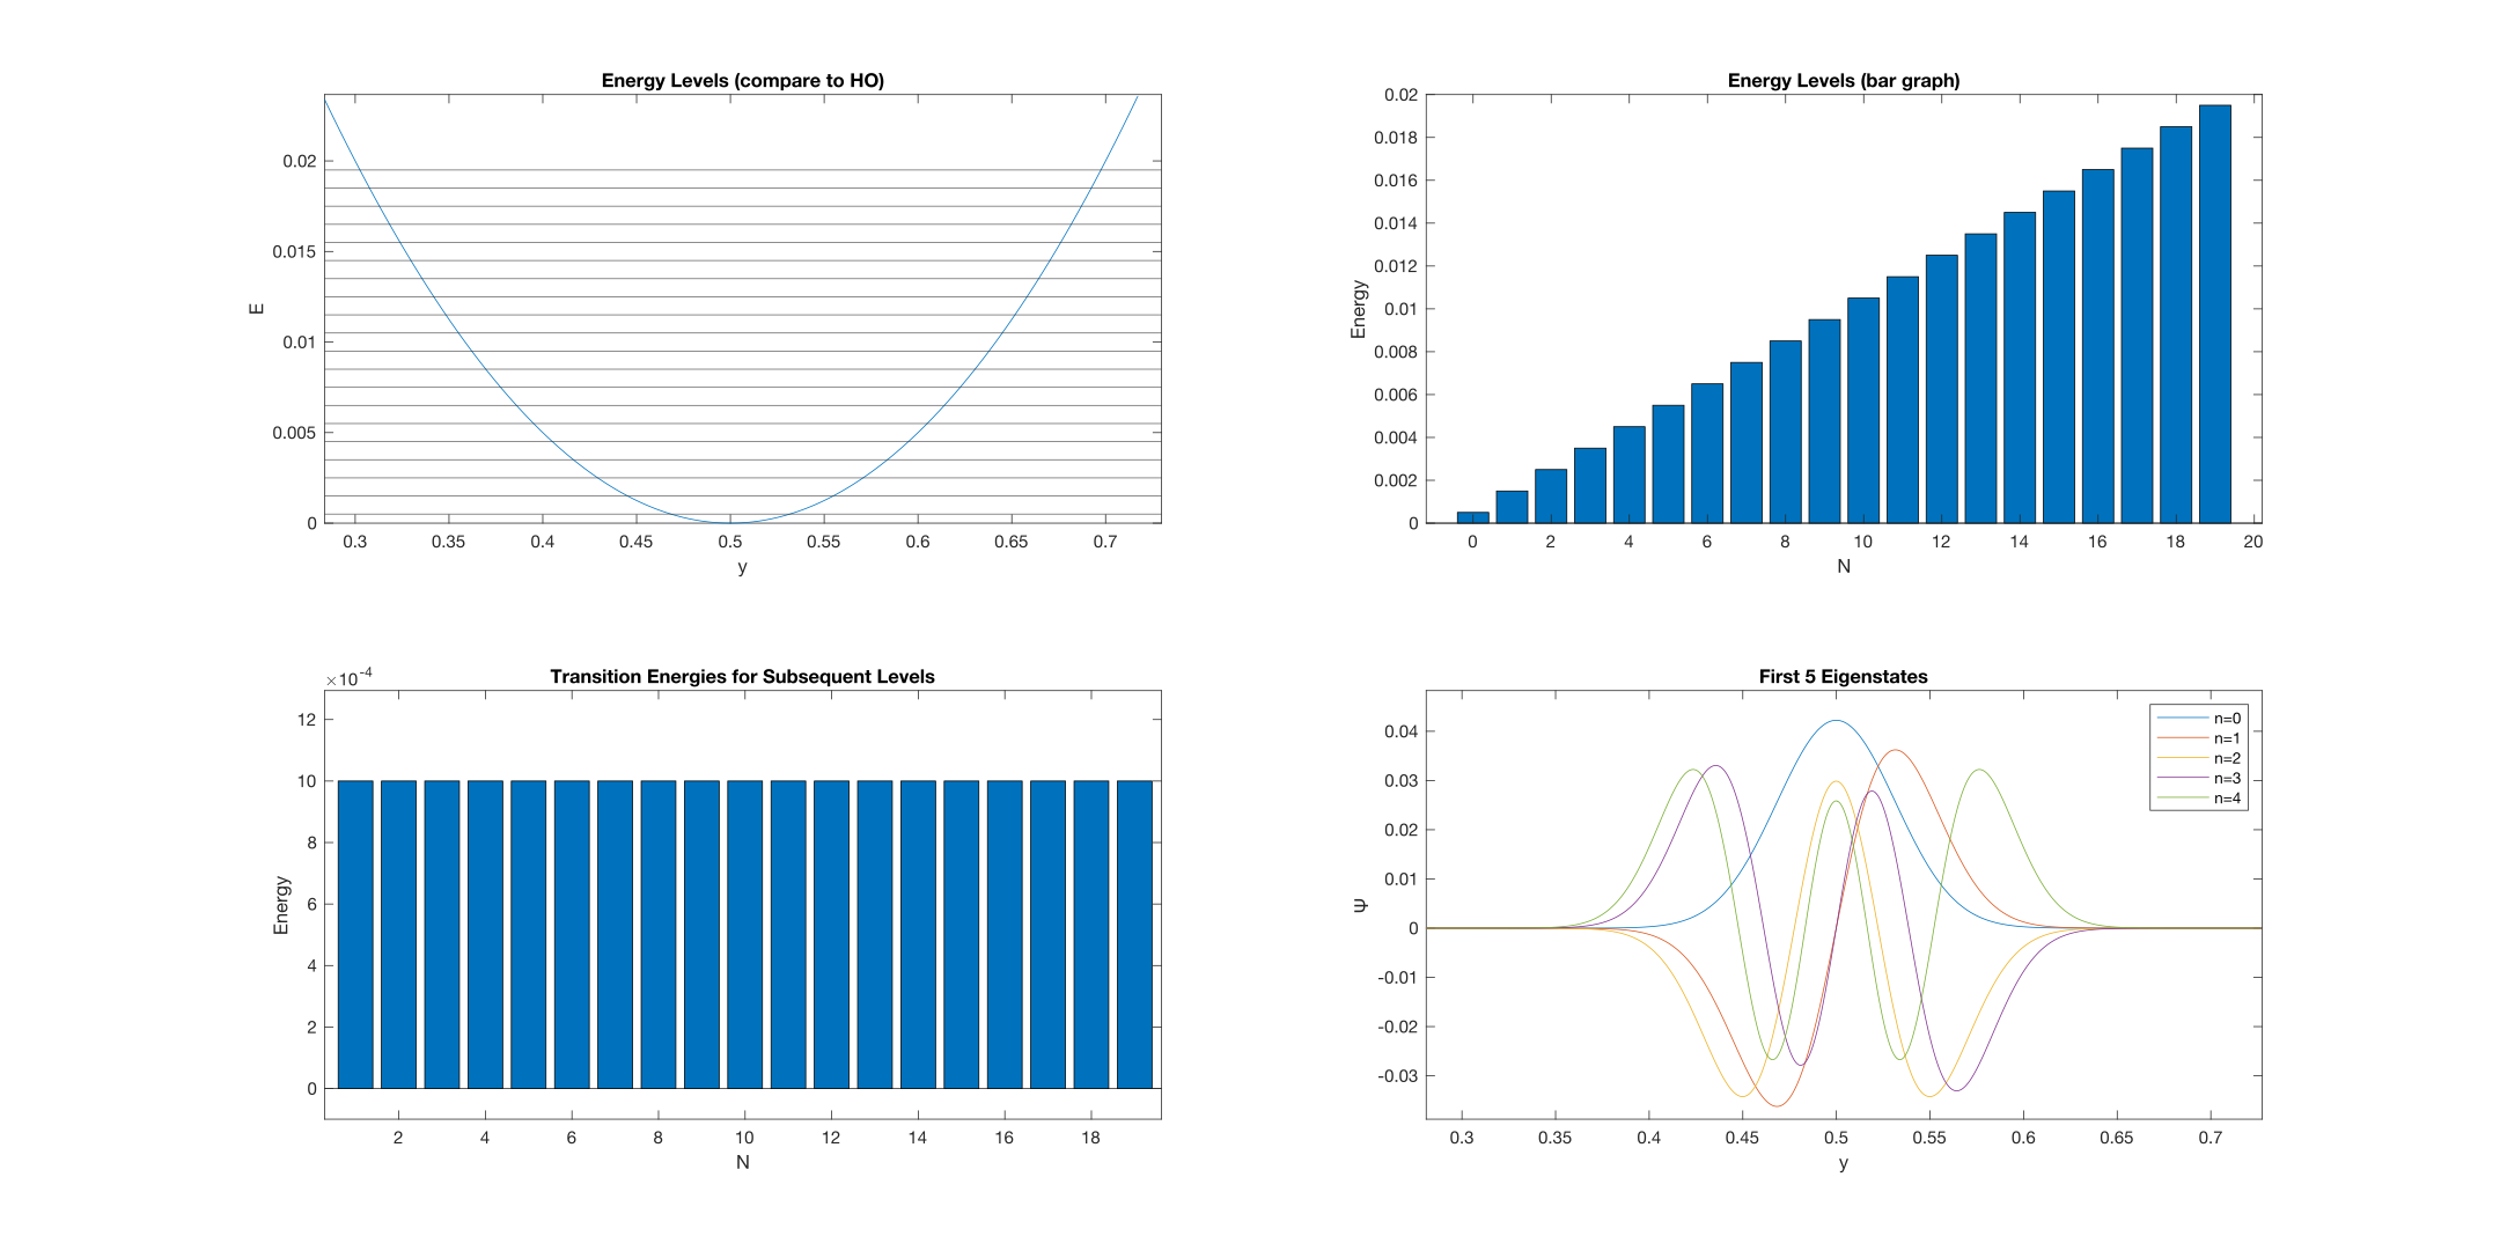 Energy Levels (compare to HO)
E
0.02
0.015
0.01
0.005
0
0.3 0.35 0.4 0.45 0.5 0.55 0.6 0.65 0.7
y
Energy Levels (bar graph)
Energy
0.02
0.018
0.016
0.014
0.012
0.01
0.008
0.006
0.004
0.002
0
0 2 4 6 8 10 12 14 16 18 20
N
Transition Energies for Subsequent Levels
×10⁻⁴
Energy
12
10
8
6
4
2
0
2 4 6 8 10 12 14 16 18
N
First 5 Eigenstates
Ψ
0.04
0.03
0.02
0.01
0
-0.01
-0.02
-0.03
0.3 0.35 0.4 0.45 0.5 0.55 0.6 0.65 0.7
y
n=0
n=1
n=2
n=3
n=4